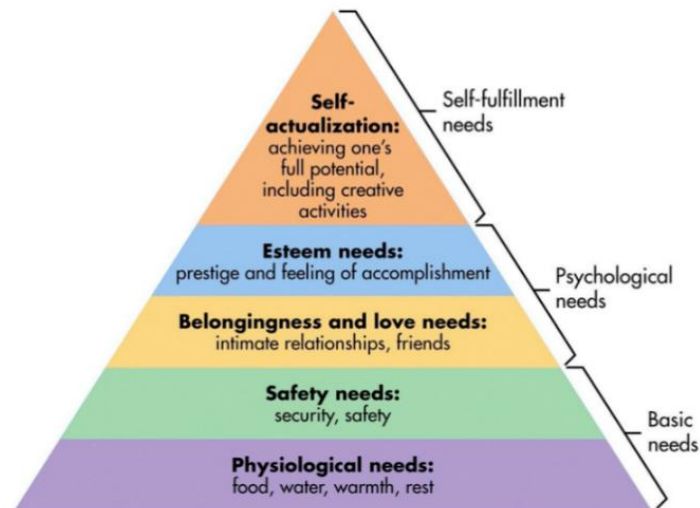 Self-
actualization:
achieving one's
full potential,
including creative
activities
Self-fulfillment
needs
Esteem needs:
prestige and feeling of accomplishment
Belongingness and love needs:
intimate relationships, friends
Psychological
needs
Safety needs:
security, safety
Physiological needs:
food, water, warmth, rest
Basic
needs